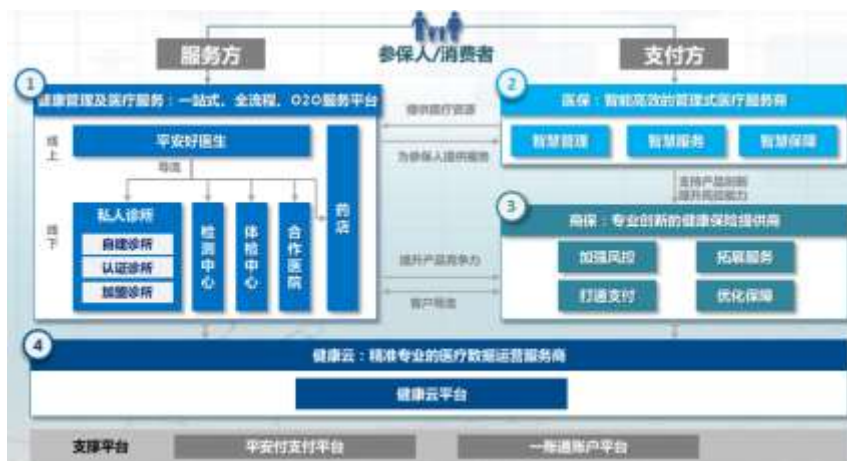 服务方
参保人/消费者
支付方
1
健康管理及医疗服务：一站式、全流程、O2O服务平台
线上
平安好医生
导流
线下
私人诊所
自建诊所
认证诊所
加盟诊所
检测中心
体检中心
合作医院
药店
提供医疗资源
为参保人提供服务
提升产品竞争力
客户导流
2
医保：智能高效的管理式医疗服务商
智慧管理
智慧服务
智慧保障
支持产品创新
提升风控能力
3
商保：专业创新的健康保险提供商
加强风控
拓展服务
打通支付
优化保障
4
健康云：精准专业的医疗数据运营服务商
健康云平台
支撑平台
平安付支付平台
一账通账户平台